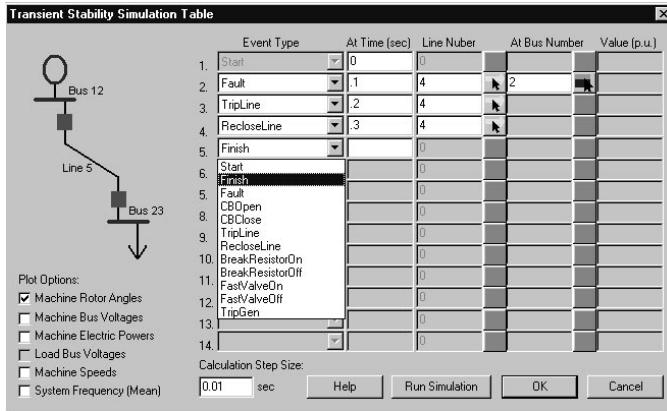 Transient Stability Simulation Table
Event Type At Time (sec) Line Nuber At Bus Number Value (p.u.)
1. Start 0 0
2. Fault .1 4 2
3. TripLine .2 4
4. RecloseLine .3 4
5. Finish 0
6. Start 0
Finish
5. Fault 0
CBOpen
8. CBClose 0
9. TripLine 0
RecloseLine
10. BreakResistorOn 0
11. BreakResistorOff 0
FastValveOn
12. FastValveOff 0
TripGen
13. 0
14. 0
Bus 12
Line 5
Bus 23
Plot Options:
Machine Rotor Angles
Machine Bus Voltages
Machine Electric Powers
Load Bus Voltages
Machine Speeds
System Frequency (Mean)
Calculation Step Size:
0.01 sec Help Run Simulation OK Cancel